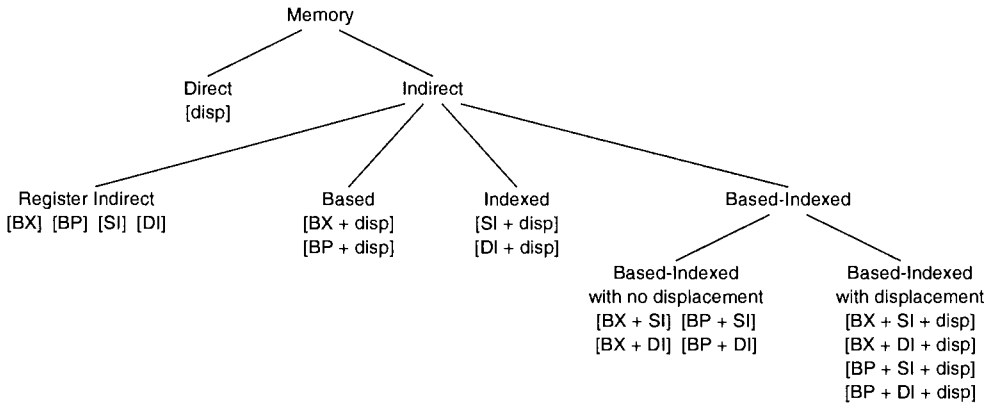 Memory
Direct
[disp]
Indirect
Register Indirect
[BX] [BP] [SI] [DI]
Based
[BX + disp]
[BP + disp]
Indexed
[SI + disp]
[DI + disp]
Based-Indexed
Based-Indexed
with no displacement
[BX + SI] [BP + SI]
[BX + DI] [BP + DI]
Based-Indexed
with displacement
[BX + SI + disp]
[BX + DI + disp]
[BP + SI + disp]
[BP + DI + disp]